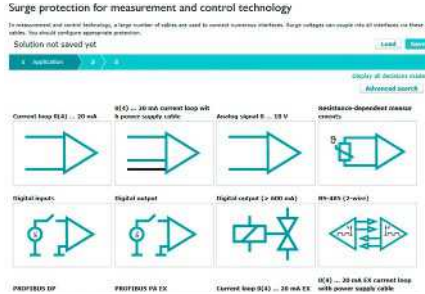 Surge protection for measurement and control technology
In measurement and control technology, a large number of cables are used to connect numerous interfaces. Surge voltages can couple into all interfaces via these
cables. You should configure appropriate protection.
Solution not saved yet
Load
1 Application
2
3
Advanced search
Current loop 0(4) ... 20 mA
0(4) ... 20 mA current loop wit
h power supply cable
Analog signal 0 ... 10 V
Resistance-dependent measur
ements
Digital inputs
Digital output
Digital output (> 600 mA)
RS-485 (2-wire)
PROFIBUS DP
PROFIBUS PA EX
Current loop 0(4) ... 20 mA EX
0(4) ... 20 mA EX current loop
with power supply cable